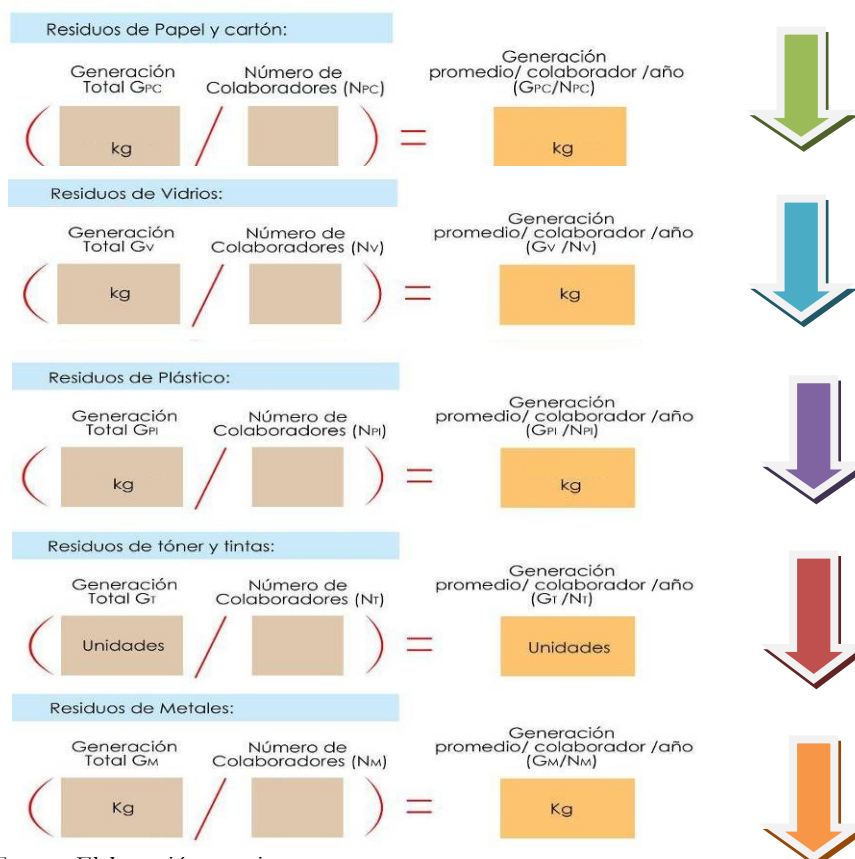 Residuos de Papel y cartón:
Generación
Total GPC
Número de
Colaboradores (NPC)
Generación
promedio/ colaborador /año
(GPC/NPC)
( kg / ) = kg
Residuos de Vidrios:
Generación
Total GV
Número de
Colaboradores (NV)
Generación
promedio/ colaborador /año
(GV /NV)
( kg / ) = kg
Residuos de Plástico:
Generación
Total GPI
Número de
Colaboradores (NPI)
Generación
promedio/ colaborador /año
(GPI /NPI)
( kg / ) = kg
Residuos de tóner y tintas:
Generación
Total GT
Número de
Colaboradores (NT)
Generación
promedio/ colaborador /año
(GT /NT)
( Unidades / ) = Unidades
Residuos de Metales:
Generación
Total GM
Número de
Colaboradores (NM)
Generación
promedio/ colaborador /año
(GM/NM)
( Kg / ) = Kg